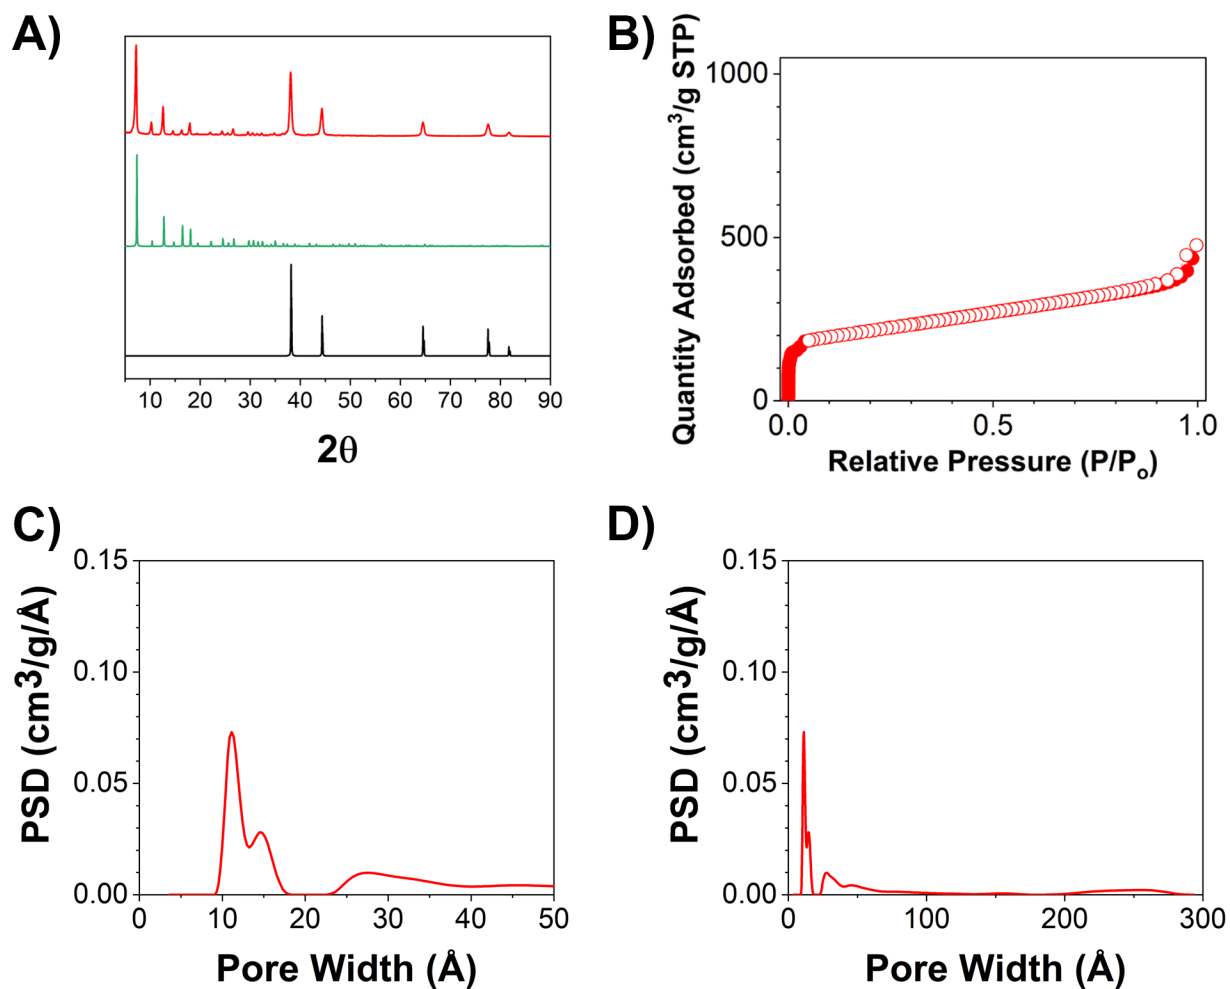 A)
10 20 30 40 50 60 70 80 90
2θ
B)
Quantity Adsorbed (cm³/g STP)
1000
500
0
0.0 0.5 1.0
Relative Pressure (P/Pₒ)
C)
PSD (cm³/g/Å)
0.15
0.10
0.05
0.00
0 10 20 30 40 50
Pore Width (Å)
D)
PSD (cm³/g/Å)
0.15
0.10
0.05
0.00
0 100 200 300
Pore Width (Å)